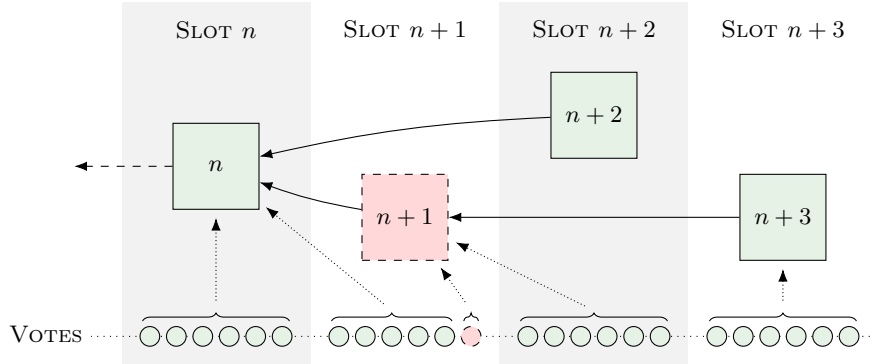 SLOT n
SLOT n + 1
SLOT n + 2
SLOT n + 3
n + 2
n
n + 1
n + 3
VOTES